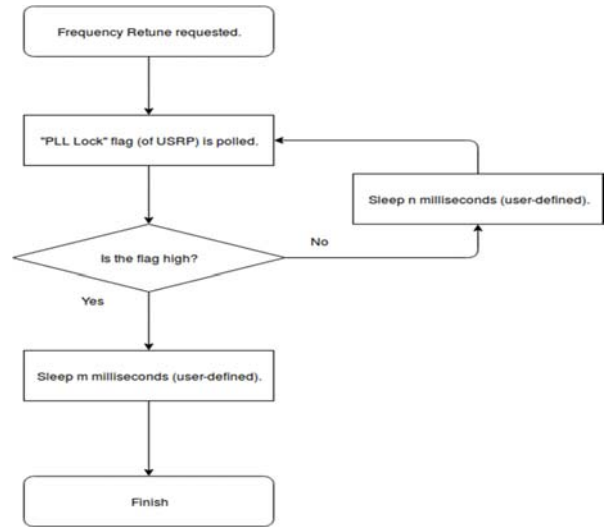 Frequency Retune requested.
"PLL Lock" flag (of USRP) is polled.
Sleep n milliseconds (user-defined).
Is the flag high?
No
Yes
Sleep m milliseconds (user-defined).
Finish